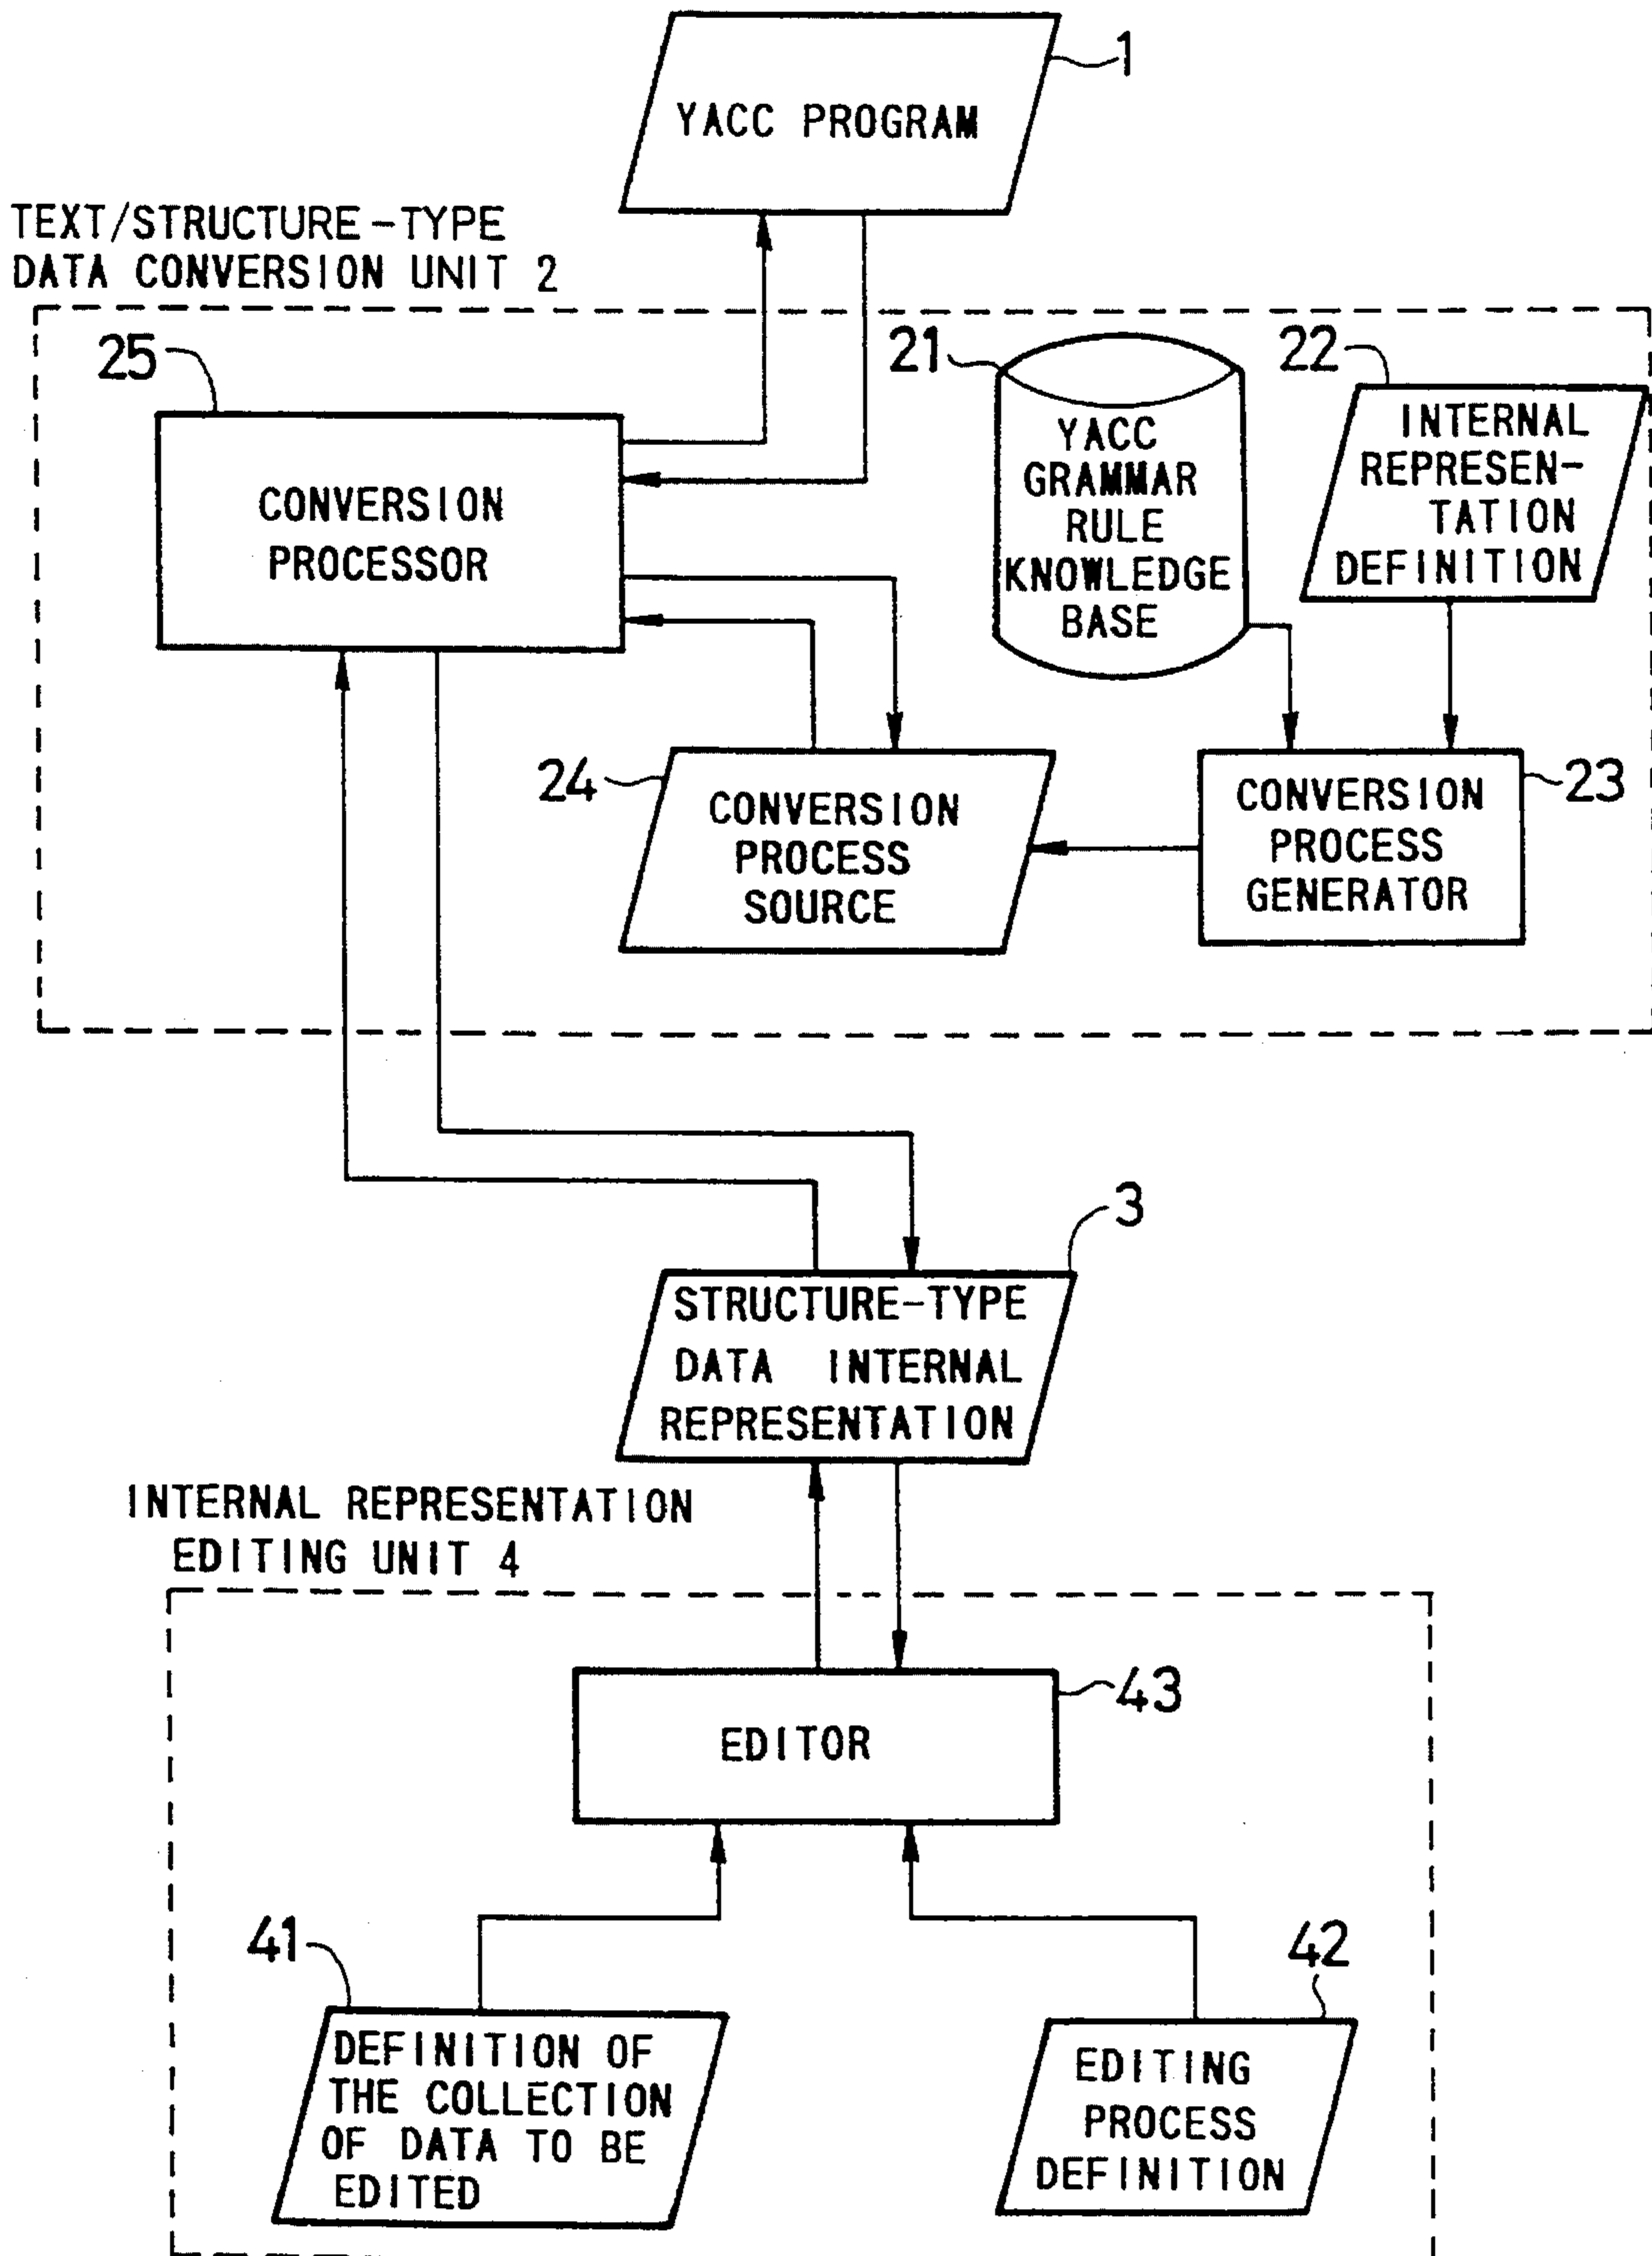 1
YACC PROGRAM
TEXT/STRUCTURE-TYPE
DATA CONVERSION UNIT 2
25
21
22
CONVERSION
PROCESSOR
YACC
GRAMMAR
RULE
KNOWLEDGE
BASE
INTERNAL
REPRESEN-
TATION
DEFINITION
24
CONVERSION
PROCESS
SOURCE
23
CONVERSION
PROCESS
GENERATOR
3
STRUCTURE-TYPE
DATA INTERNAL
REPRESENTATION
INTERNAL REPRESENTATION
EDITING UNIT 4
43
EDITOR
41
42
DEFINITION OF
THE COLLECTION
OF DATA TO BE
EDITED
EDITING
PROCESS
DEFINITION